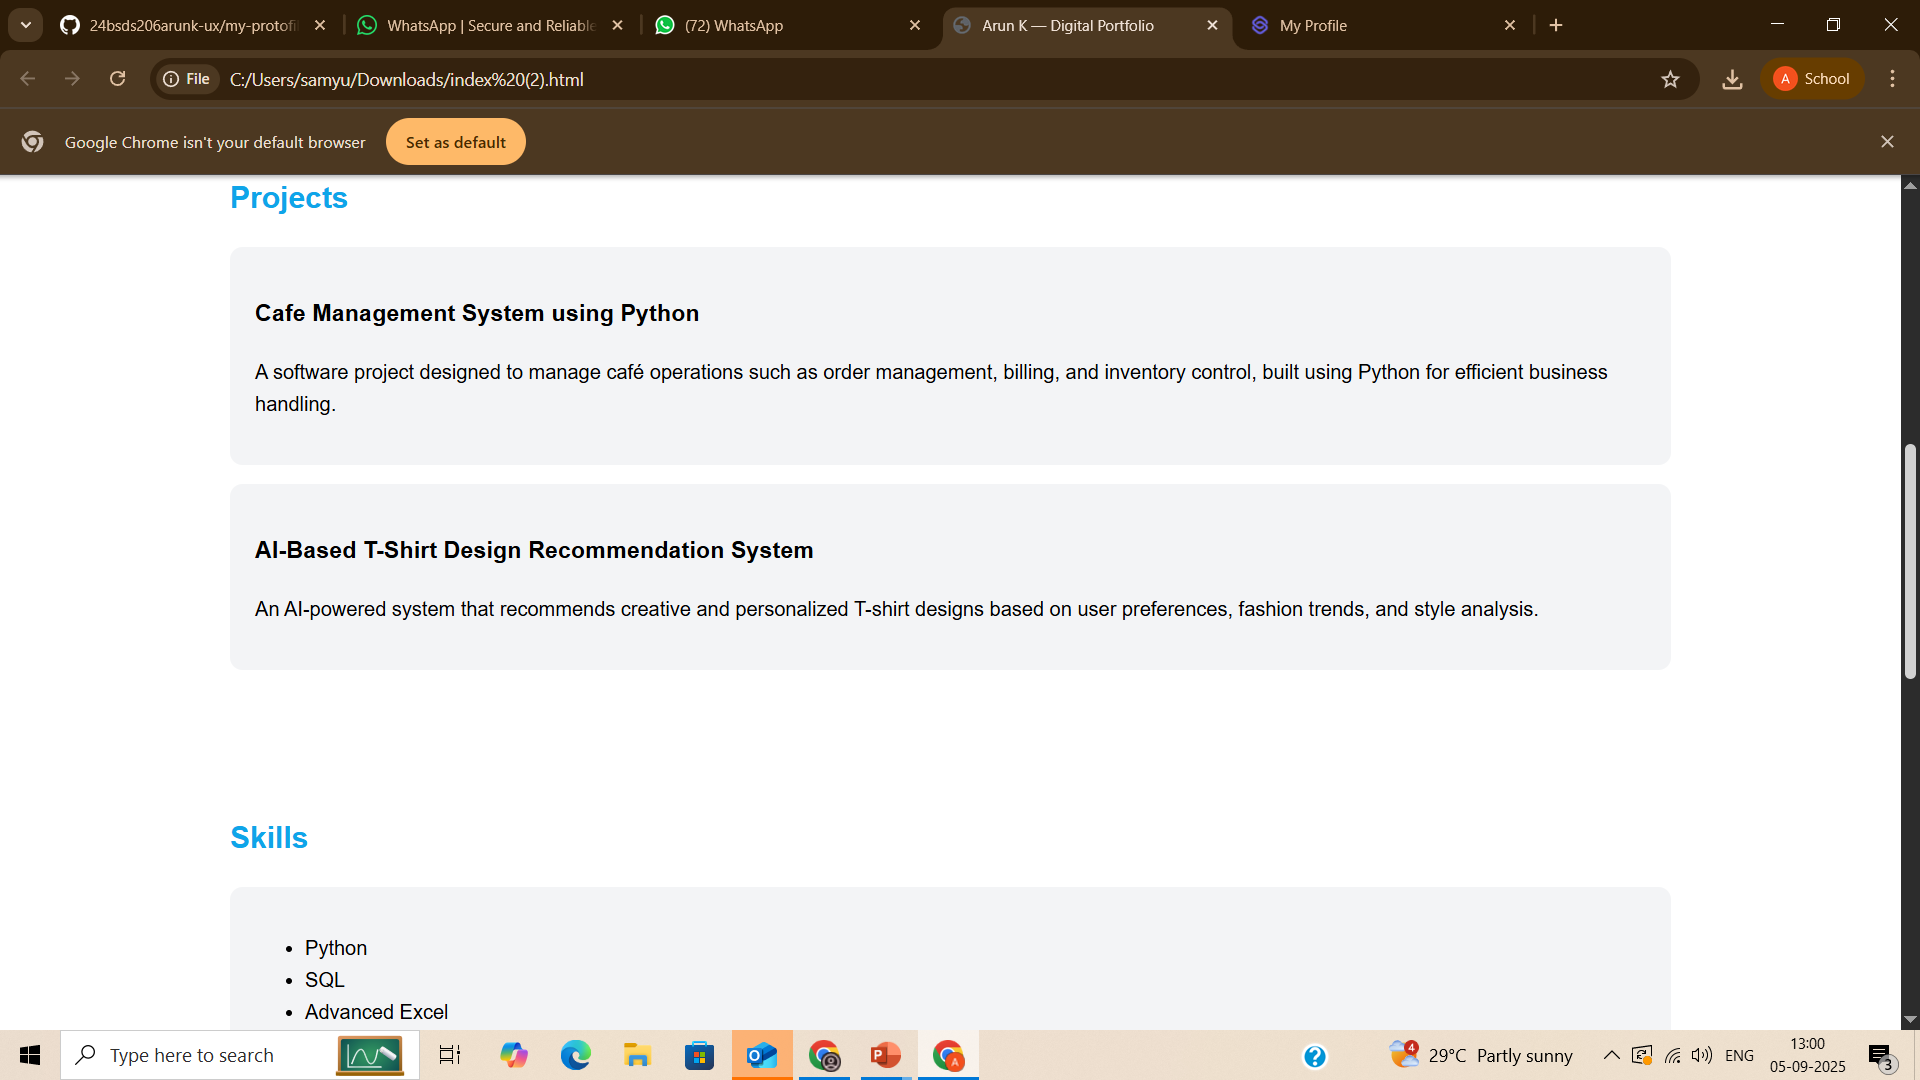 24bsds206arunk-ux/my-protofi
WhatsApp | Secure and Reliable
(72) WhatsApp
Arun K — Digital Portfolio
My Profile
File
C:/Users/samyu/Downloads/index%20(2).html
A
School
Google Chrome isn't your default browser
Set as default
Projects
Cafe Management System using Python
A software project designed to manage café operations such as order management, billing, and inventory control, built using Python for efficient business
handling.
AI-Based T-Shirt Design Recommendation System
An AI-powered system that recommends creative and personalized T-shirt designs based on user preferences, fashion trends, and style analysis.
Skills
• Python
• SQL
• Advanced Excel
Type here to search
4
29°C Partly sunny
ENG
13:00
05-09-2025
3